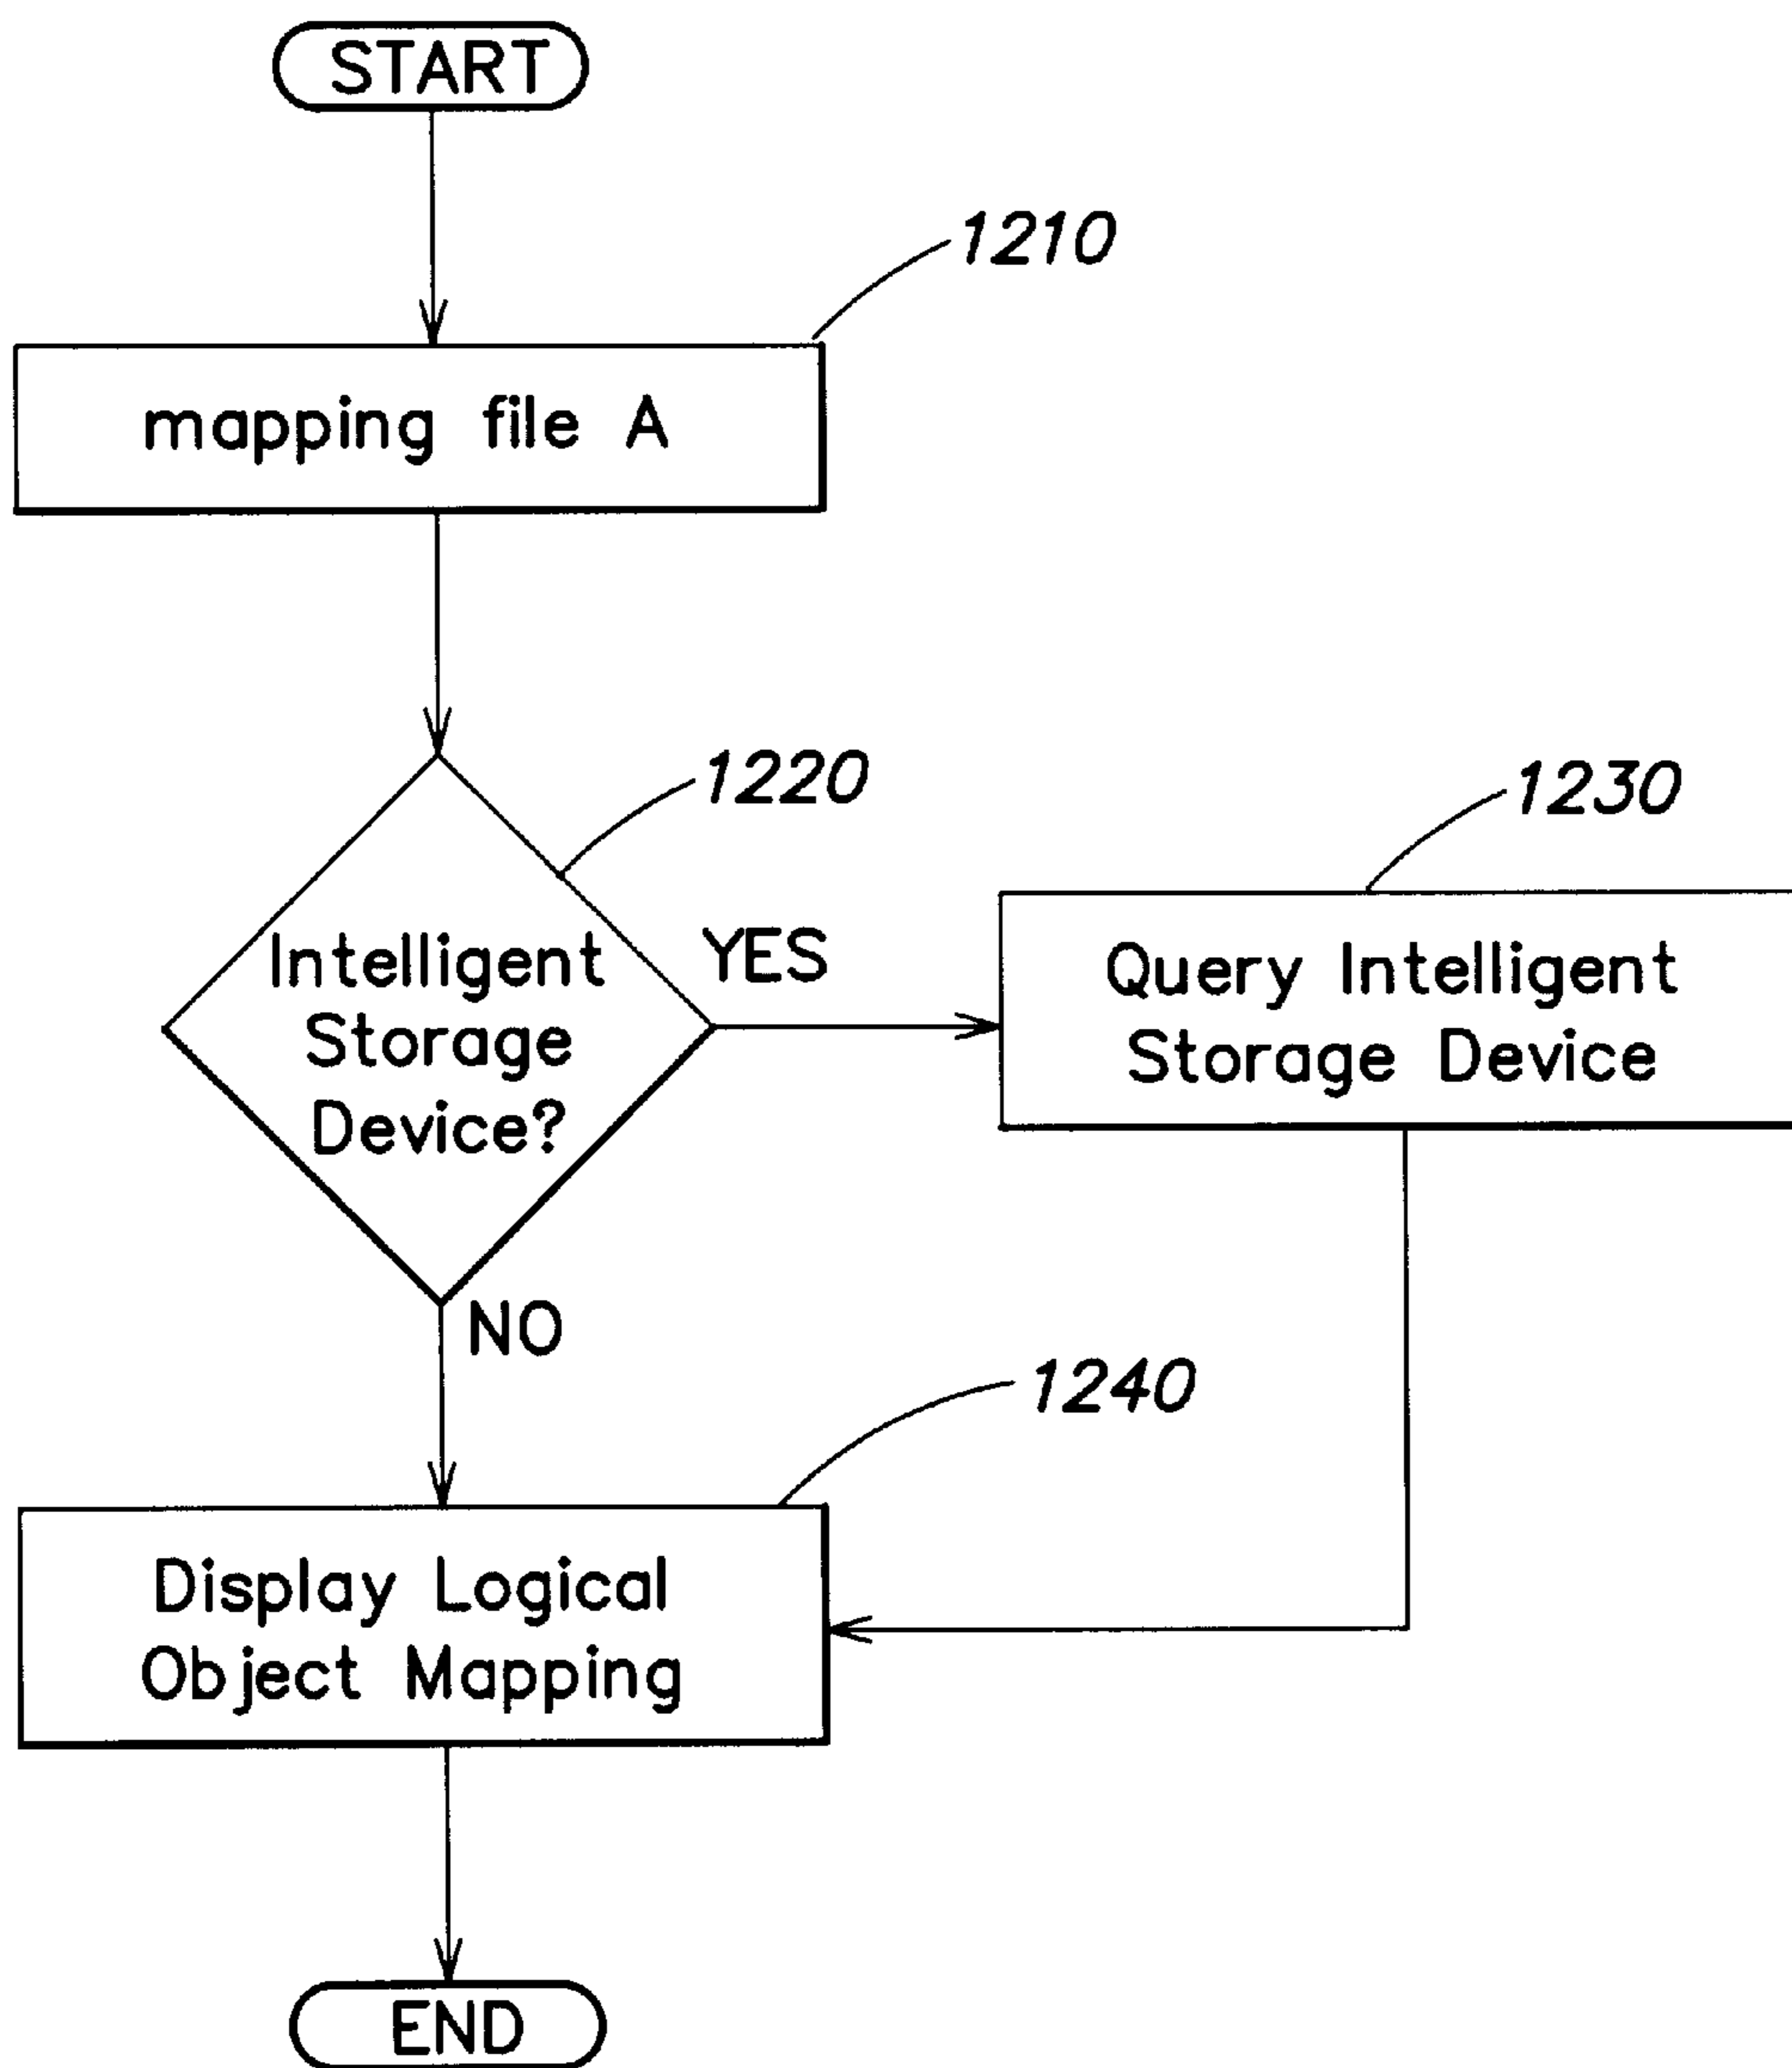 START
1210
mapping file A
1220
1230
Intelligent
Storage
Device?
YES
Query Intelligent
Storage Device
NO
1240
Display Logical
Object Mapping
END